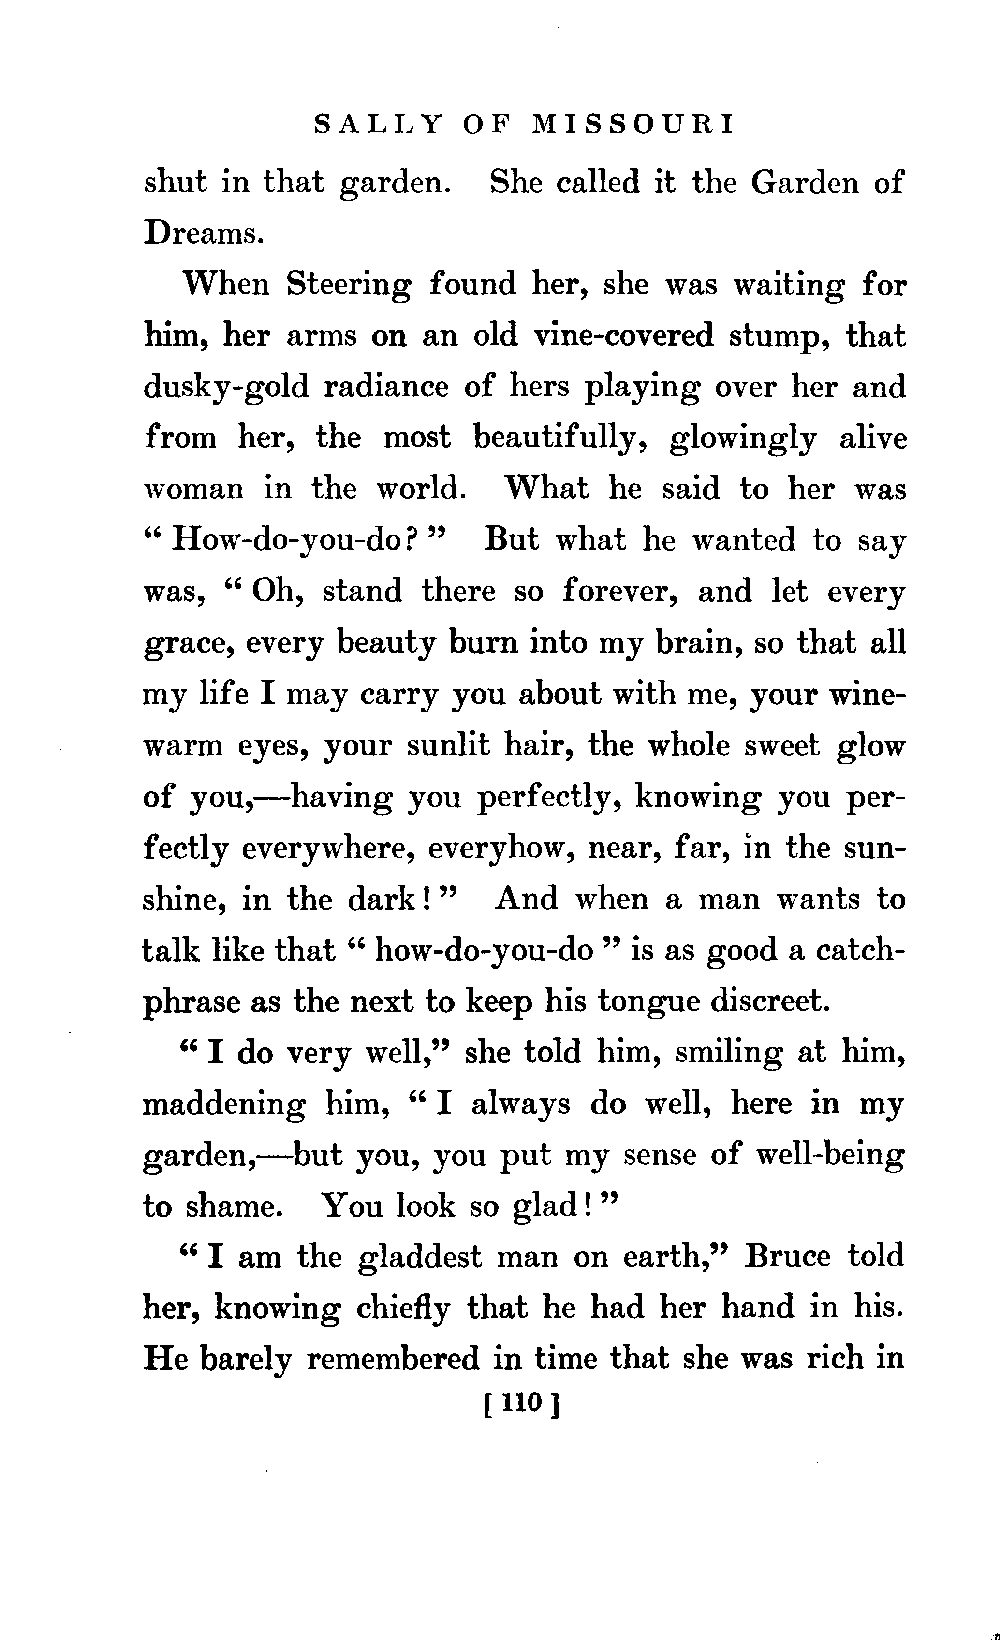 SALLY OF MISSOURI
shut in that garden. She called it the Garden of
Dreams.
When Steering found her, she was waiting for
him, her arms on an old vine-covered stump, that
dusky-gold radiance of hers playing over her and
from her, the most beautifully, glowingly alive
woman in the world. What he said to her was
“ How-do-you-do? ” But what he wanted to say
was, “ Oh, stand there so forever, and let every
grace, every beauty burn into my brain, so that all
my life I may carry you about with me, your wine-
warm eyes, your sunlit hair, the whole sweet glow
of you,—having you perfectly, knowing you per-
fectly everywhere, everyhow, near, far, in the sun-
shine, in the dark! ” And when a man wants to
talk like that “ how-do-you-do ” is as good a catch-
phrase as the next to keep his tongue discreet.
“ I do very well,” she told him, smiling at him,
maddening him, “ I always do well, here in my
garden,—but you, you put my sense of well-being
to shame. You look so glad! ”
“ I am the gladdest man on earth,” Bruce told
her, knowing chiefly that he had her hand in his.
He barely remembered in time that she was rich in
[ 110 ]